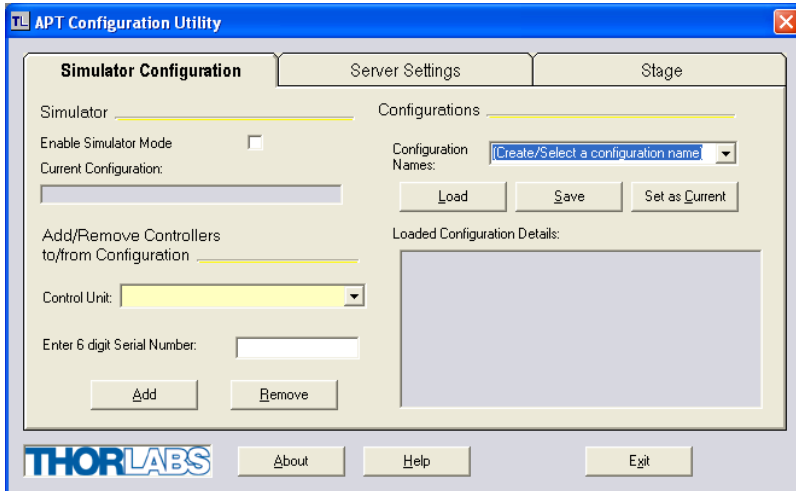 TL APT Configuration Utility
Simulator Configuration
Server Settings
Stage
Simulator
Enable Simulator Mode
Current Configuration:
Add/Remove Controllers
to/from Configuration
Control Unit:
Enter 6 digit Serial Number:
Add
Remove
Configurations
Configuration
Names:
(Create/Select a configuration name)
Load
Save
Set as Current
Loaded Configuration Details:
THORLABS
About
Help
Exit